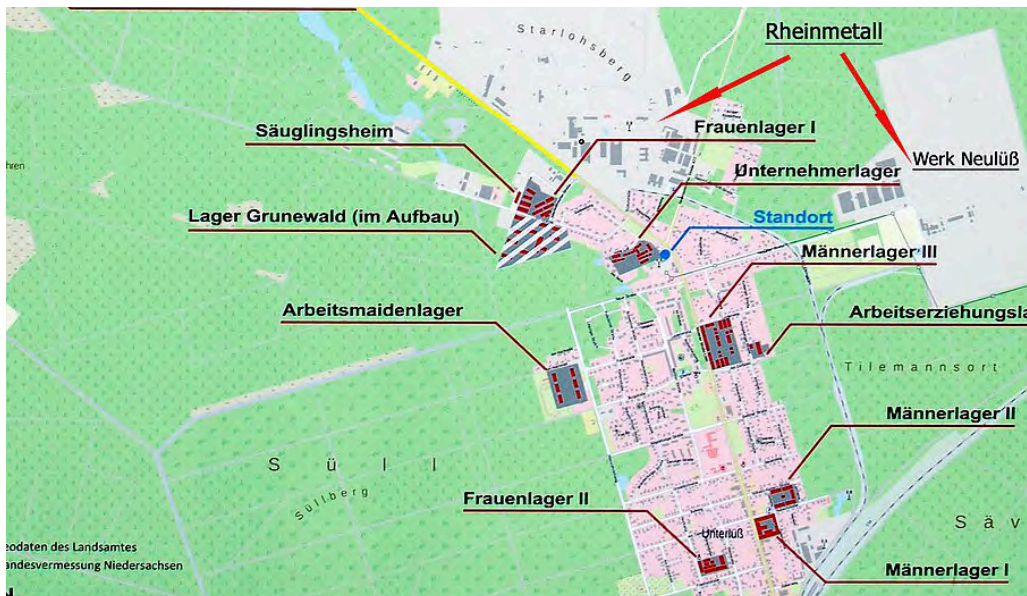 Starlohsberg
Rheinmetall
Säuglingsheim
Frauenlager I
Werk Neulüß
Unternehmerlager
Lager Grunewald (im Aufbau)
Standort
Männerlager III
Arbeitsmaidenlager
Arbeitserziehungsla
Tilemannsort
Männerlager II
Süll
Süllberg
Frauenlager II
Unterlüß
Säv
eodaten des Landsamtes
andesvermessung Niedersachsen
Männerlager I